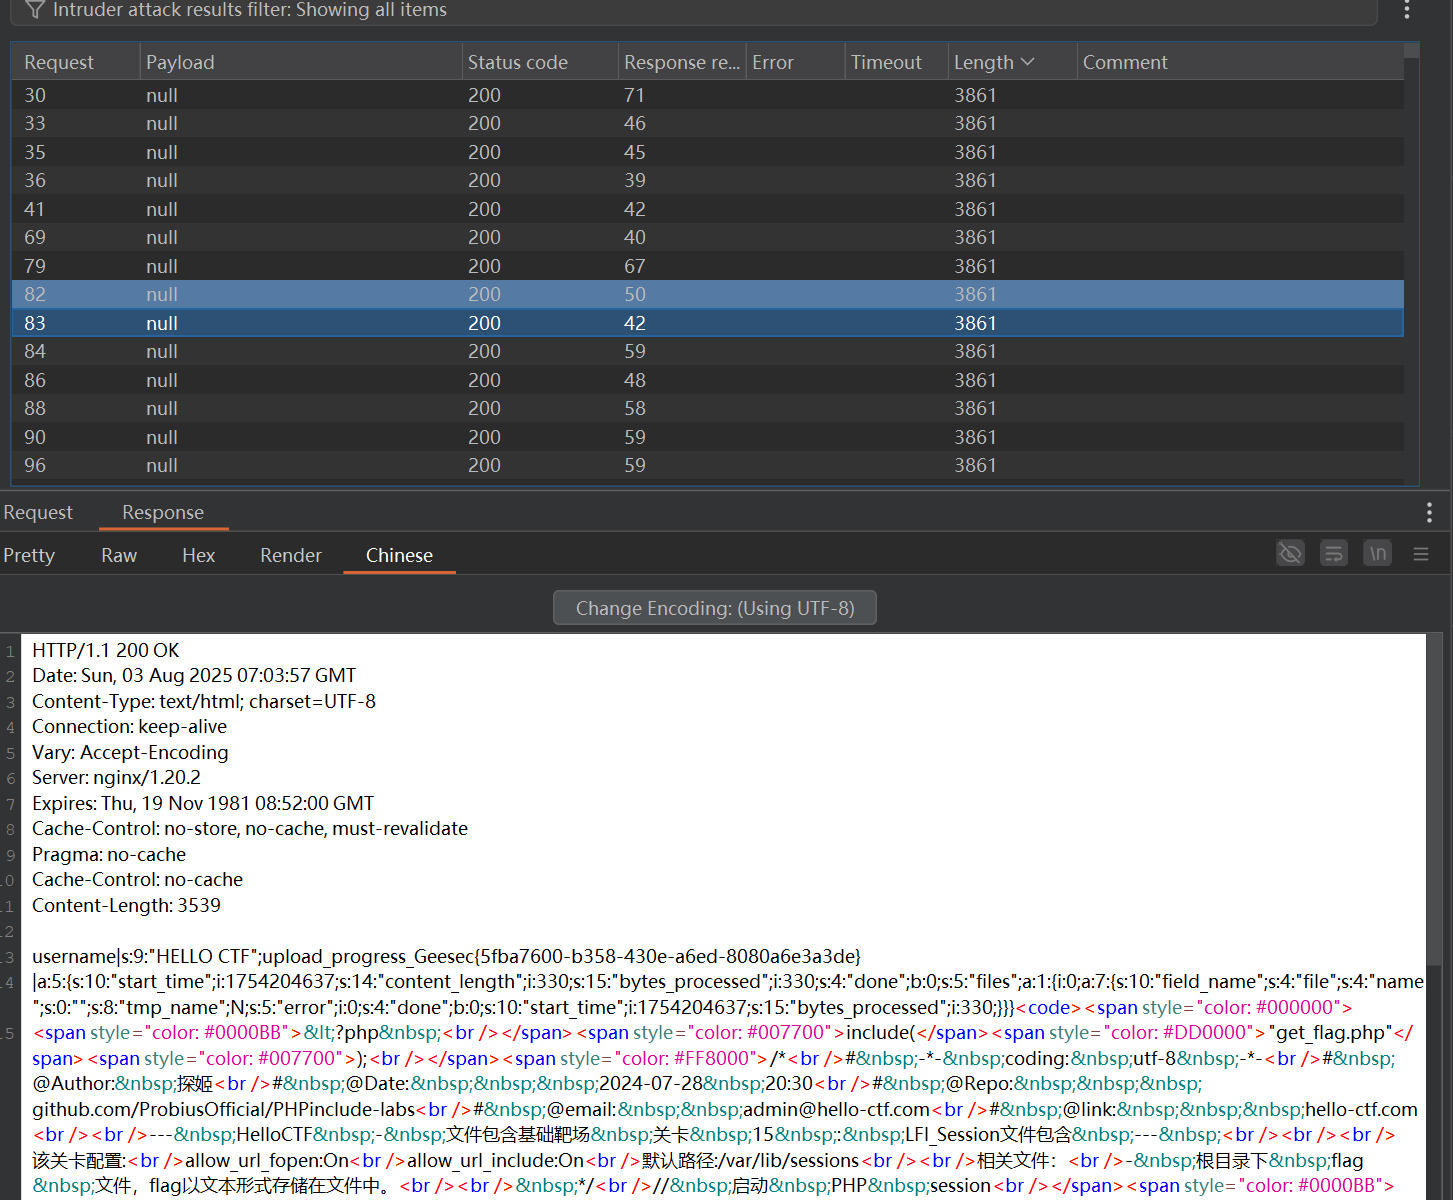 Intruder attack results filter: Showing all items
Request Payload Status code Response re... Error Timeout Length Comment
30 null 200 71 3861
33 null 200 46 3861
35 null 200 45 3861
36 null 200 39 3861
41 null 200 42 3861
69 null 200 40 3861
79 null 200 67 3861
82 null 200 50 3861
83 null 200 42 3861
84 null 200 59 3861
86 null 200 48 3861
88 null 200 58 3861
90 null 200 59 3861
96 null 200 59 3861
Request Response
Pretty Raw Hex Render Chinese \n
Change Encoding: (Using UTF-8)
1 HTTP/1.1 200 OK
2 Date: Sun, 03 Aug 2025 07:03:57 GMT
3 Content-Type: text/html; charset=UTF-8
4 Connection: keep-alive
5 Vary: Accept-Encoding
6 Server: nginx/1.20.2
7 Expires: Thu, 19 Nov 1981 08:52:00 GMT
8 Cache-Control: no-store, no-cache, must-revalidate
9 Pragma: no-cache
0 Cache-Control: no-cache
1 Content-Length: 3539
2
3 username|s:9:"HELLO CTF";upload_progress_Geesec{5fba7600-b358-430e-a6ed-8080a6e3a3de}
4 |a:5:{s:10:"start_time";i:1754204637;s:14:"content_length";i:330;s:15:"bytes_processed";i:330;s:4:"done";b:0;s:5:"files";a:1:{i:0;a:7:{s:10:"field_name";s:4:"file";s:4:"name
";s:0:"";s:8:"tmp_name";N;s:5:"error";i:0;s:4:"done";b:0;s:10:"start_time";i:1754204637;s:15:"bytes_processed";i:330;}}}<code><span style="color: #000000">
5 <span style="color: #0000BB">&lt;?php&nbsp;<br /></span><span style="color: #007700">include(</span><span style="color: #DD0000">"get_flag.php"</
span><span style="color: #007700">);<br /></span><span style="color: #FF8000">/*<br />#&nbsp;-*-&nbsp;coding:&nbsp;utf-8&nbsp;-*-<br />#&nbsp;
@Author:&nbsp;探姬<br />#&nbsp;@Date:&nbsp;&nbsp;&nbsp;2024-07-28&nbsp;20:30<br />#&nbsp;@Repo:&nbsp;&nbsp;&nbsp;
github.com/ProbiusOfficial/PHPinclude-labs<br />#&nbsp;@email:&nbsp;&nbsp;admin@hello-ctf.com<br />#&nbsp;@link:&nbsp;&nbsp;&nbsp;hello-ctf.com
<br /><br />---&nbsp;HelloCTF&nbsp;-&nbsp;文件包含基础靶场&nbsp;关卡&nbsp;15&nbsp;:&nbsp;LFI_Session文件包含&nbsp;---&nbsp;<br /><br /><br />
该关卡配置:<br />allow_url_fopen:On<br />allow_url_include:On<br />默认路径:/var/lib/sessions<br /><br />相关文件：<br />-&nbsp;根目录下&nbsp;flag
&nbsp;文件，flag以文本形式存储在文件中。<br /><br />&nbsp;*/<br />//&nbsp;启动&nbsp;PHP&nbsp;session<br /></span><span style="color: #0000BB">